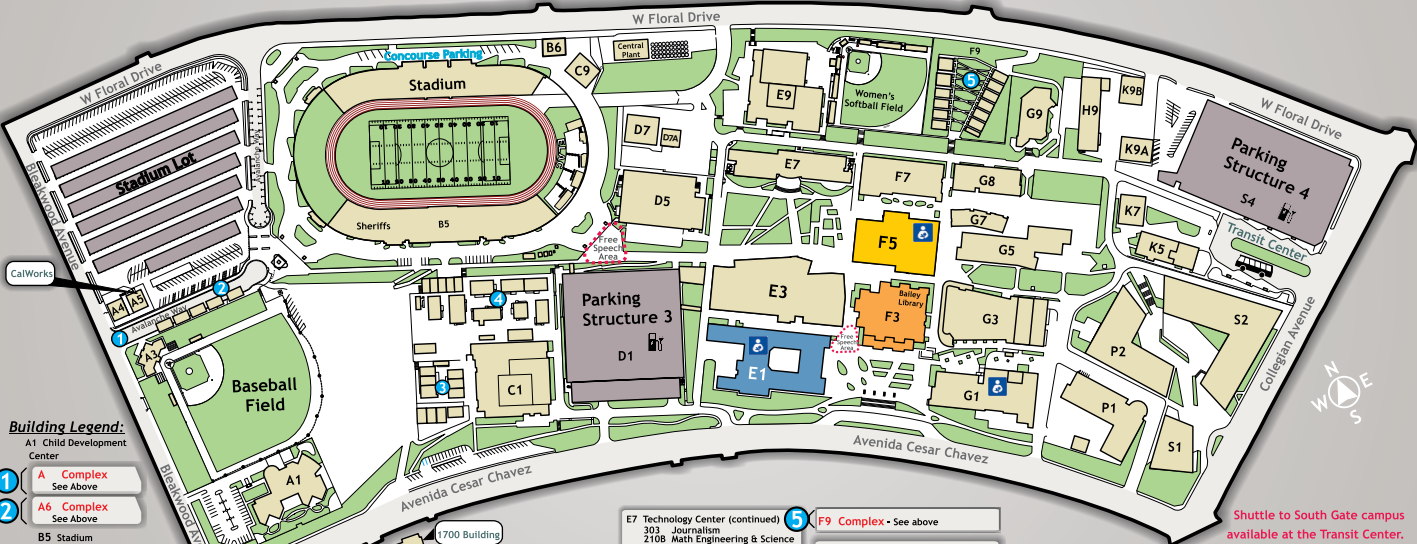 W Floral Drive
W Floral Drive
W Floral Drive
Concourse Parking
B6
C9
Central
Plant
Stadium
E9
Women's
Softball Field
F9
5
G9
H9
K9B
K9A
Parking
Structure 4
S4
Stadium Lot
Avalanche Way
D7
D7A
E7
F7
G8
K7
D5
Sheriffs
B5
Free
Speech
Area
F5
G7
G5
K5
Transit Center
Bleakwood Avenue
CalWorks
A4
A5
2
Avalanche Way
1
A3
4
Parking
Structure 3
D1
E3
Bailey
Library
F3
Free
Speech
Area
G3
S2
P2
Collegian Avenue
Baseball
Field
3
C1
E1
G1
P1
S1
N
E
W
S
A1
Bleakwood Av
Avenida Cesar Chavez
Avenida Cesar Chavez
Building Legend:
A1 Child Development
Center
1 A Complex
See Above
2 A6 Complex
See Above
B5 Stadium
1700 Building
E7 Technology Center (continued)
303 Journalism
210B Math Engineering & Science
5 F9 Complex - See above
Shuttle to South Gate campus
available at the Transit Center.